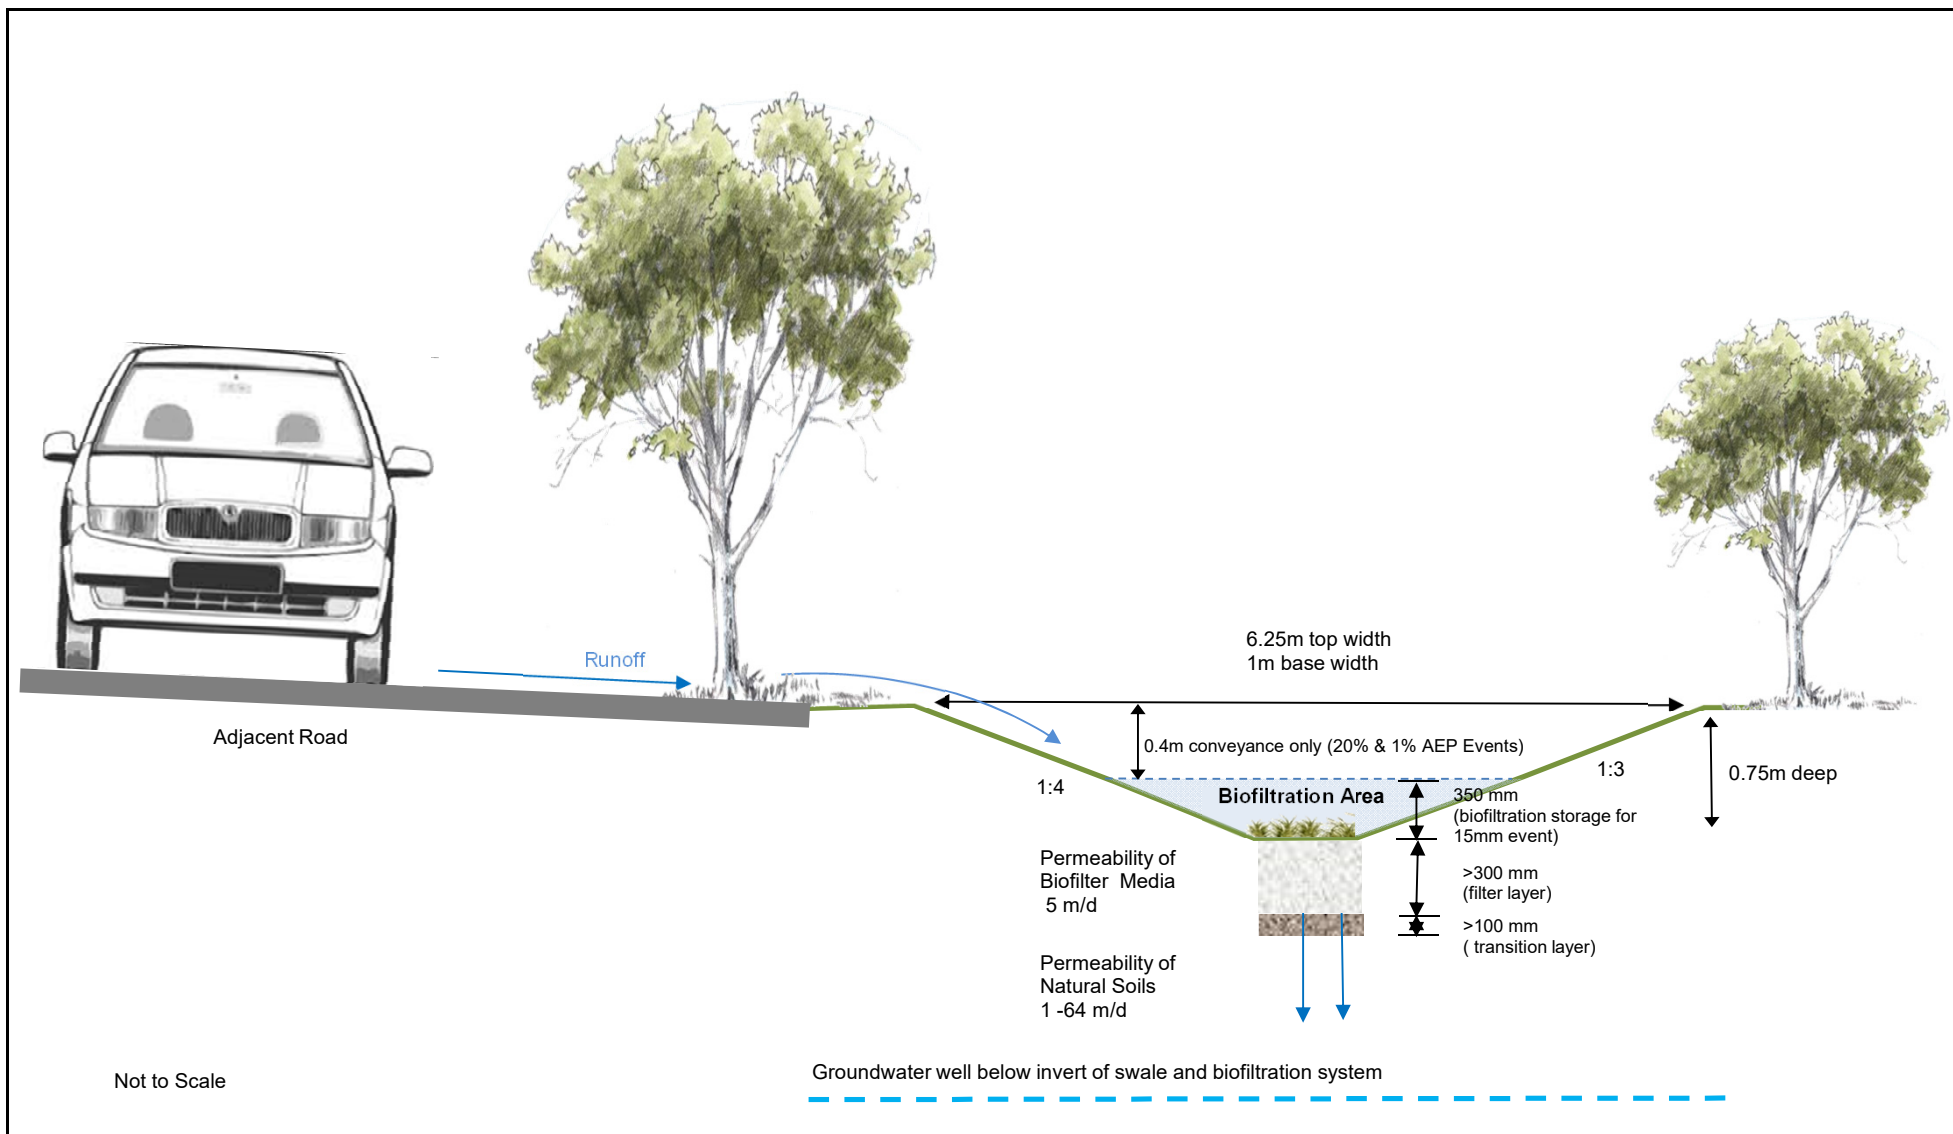 Runoff
Adjacent Road
6.25m top width
1m base width
0.4m conveyance only (20% & 1% AEP Events)
1:4
1:3
0.75m deep
Biofiltration Area
350 mm
(biofiltration storage for
15mm event)
Permeability of
Biofilter Media
5 m/d
>300 mm
(filter layer)
>100 mm
( transition layer)
Permeability of
Natural Soils
1 -64 m/d
Groundwater well below invert of swale and biofiltration system
Not to Scale